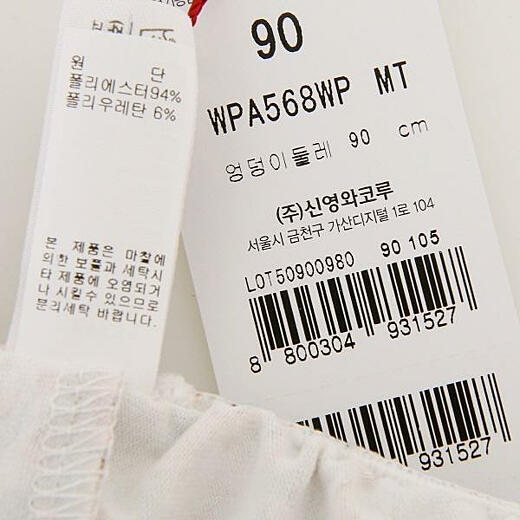 원 단
폴리에스터94%
폴리우레탄 6%
본 제품은 마찰에
의한 보풀과 세탁시
타 제품에 오염되거
나 시킬수 있으므로
분리세탁 바랍니다.
90
WPA568WP MT
엉덩이둘레 90 cm
(주)신영와코루
서울시 금천구 가산디지털 1로 104
90 105
LOT50900980
8 800304 931527
931527